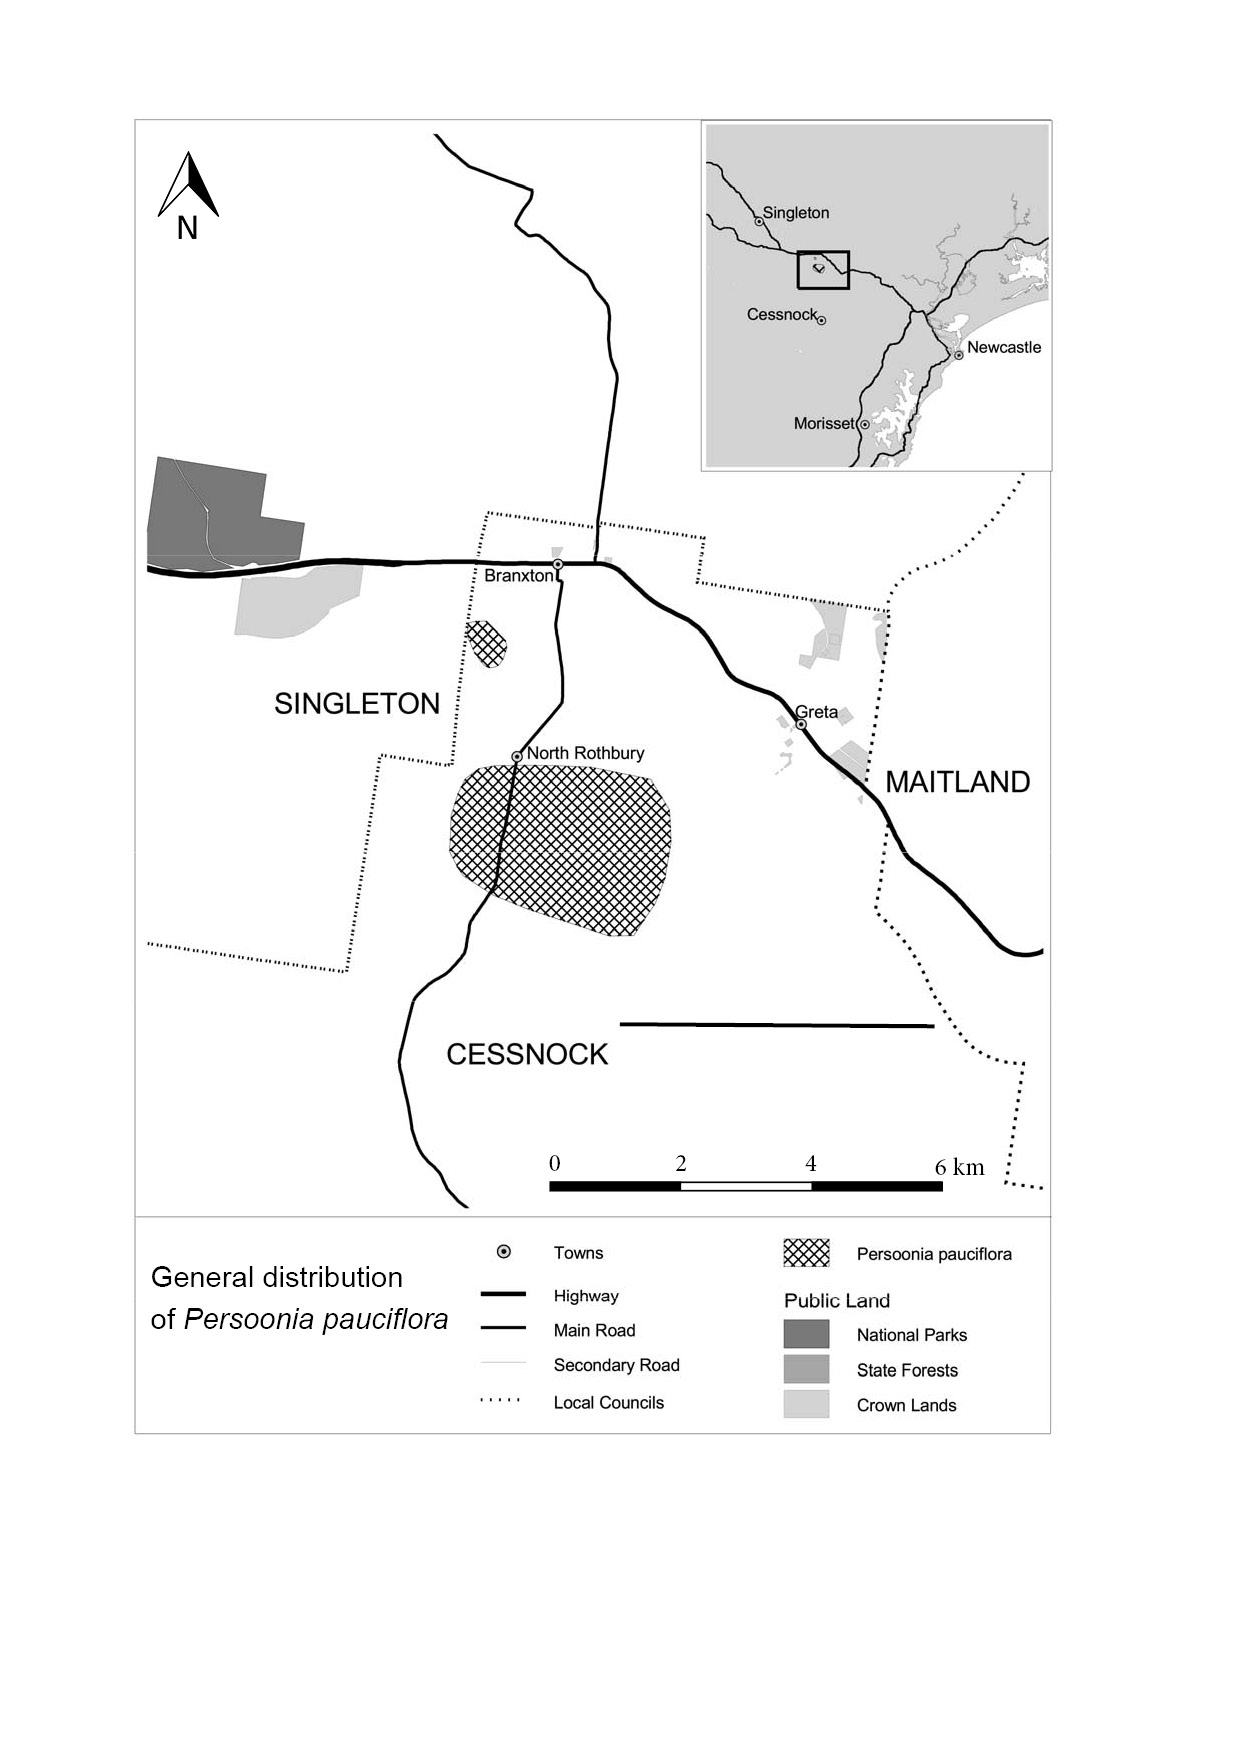 N
Singleton
Cessnock
Newcastle
Morisset
Branxton
SINGLETON
Greta
North Rothbury
MAITLAND
CESSNOCK
0 2 4 6 km
General distribution
of Persoonia pauciflora
Towns
Highway
Main Road
Secondary Road
Local Councils
Persoonia pauciflora
Public Land
National Parks
State Forests
Crown Lands